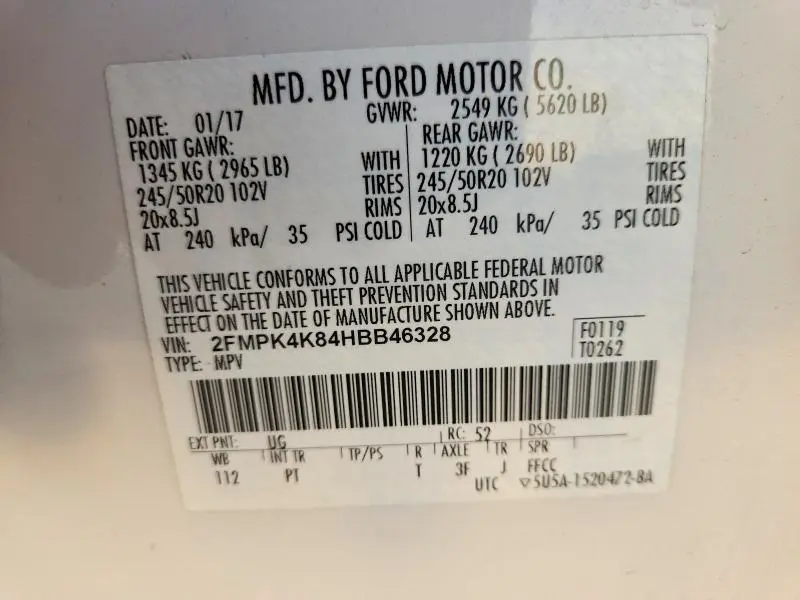 MFD. BY FORD MOTOR CO.
DATE: 01/17 GVWR: 2549 KG ( 5620 LB)
FRONT GAWR: REAR GAWR:
1345 KG ( 2965 LB) WITH 1220 KG ( 2690 LB) WITH
245/50R20 102V TIRES 245/50R20 102V TIRES
20x8.5J RIMS 20x8.5J RIMS
AT 240 kPa/ 35 PSI COLD AT 240 kPa/ 35 PSI COLD
THIS VEHICLE CONFORMS TO ALL APPLICABLE FEDERAL MOTOR
VEHICLE SAFETY AND THEFT PREVENTION STANDARDS IN
EFFECT ON THE DATE OF MANUFACTURE SHOWN ABOVE.
VIN: 2FMPK4K84HBB46328 F0119
TYPE: MPV T0262
EXT PNT: UG RC: 52 DSO:
WB INT TR TP/PS R AXLE TR SPR
112 PT T 3F J FFCC
UTC ▽5U5A-1520472-BA